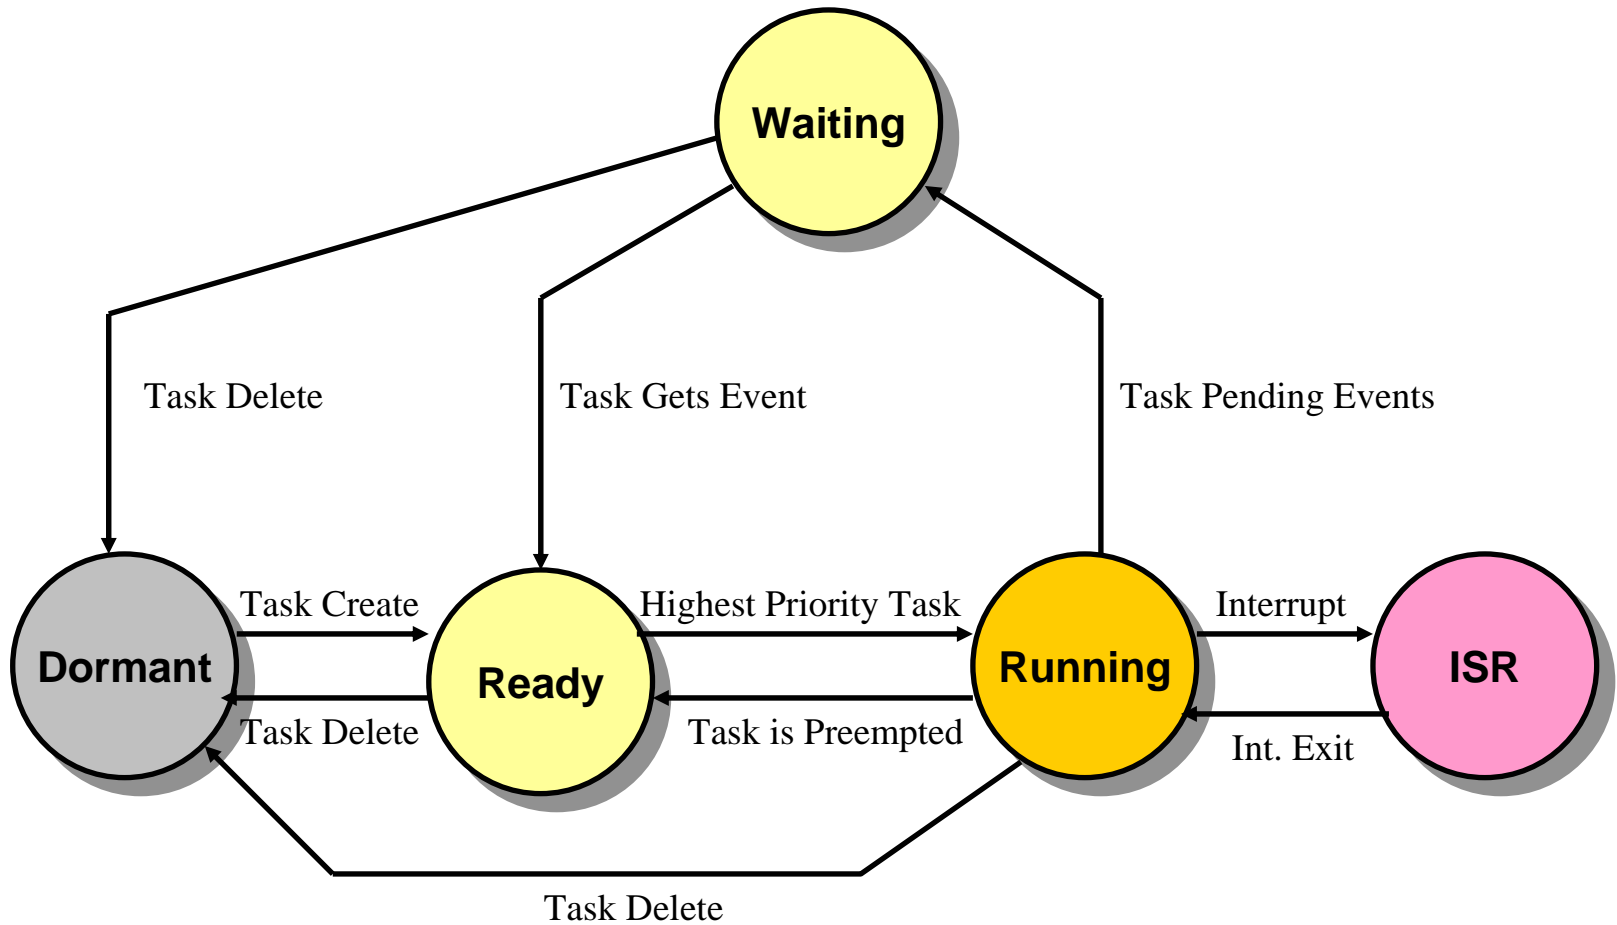 Waiting
Task Delete
Task Gets Event
Task Pending Events
Task Create
Highest Priority Task
Interrupt
Dormant
Ready
Running
ISR
Task Delete
Task is Preempted
Int. Exit
Task Delete